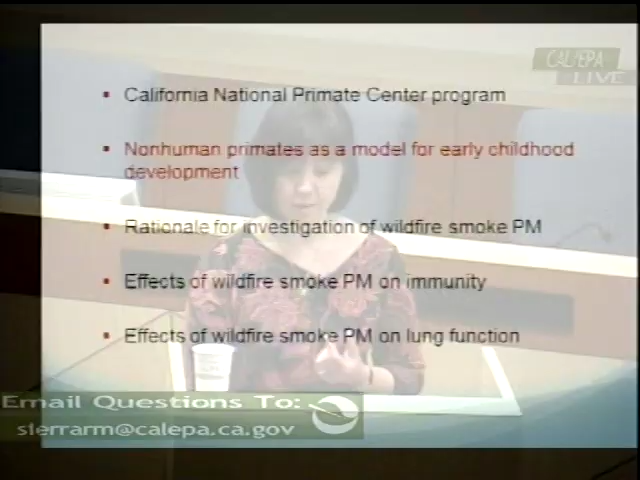 CAL/EPA
LIVE
California National Primate Center program
Nonhuman primates as a model for early childhood
development
Rationale for investigation of wildfire smoke PM
Effects of wildfire smoke PM on immunity
Effects of wildfire smoke PM on lung function
Email Questions To:
sierrarm@calepa.ca.gov